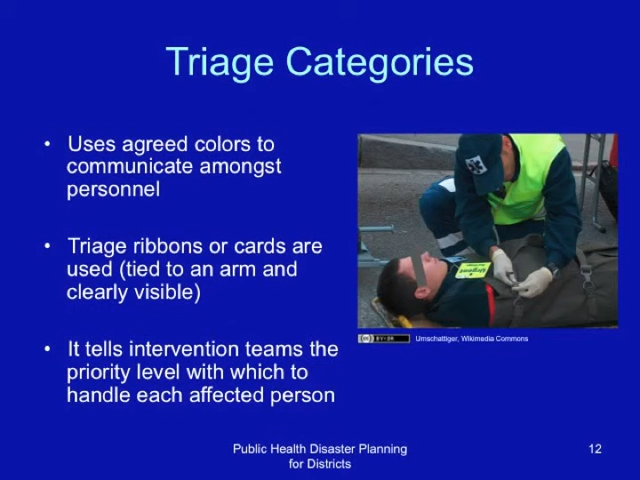 Triage Categories
• Uses agreed colors to
communicate amongst
personnel
• Triage ribbons or cards are
used (tied to an arm and
clearly visible)
• It tells intervention teams the
priority level with which to
handle each affected person
Urgent
Umschattiger, Wikimedia Commons
Public Health Disaster Planning
for Districts
12